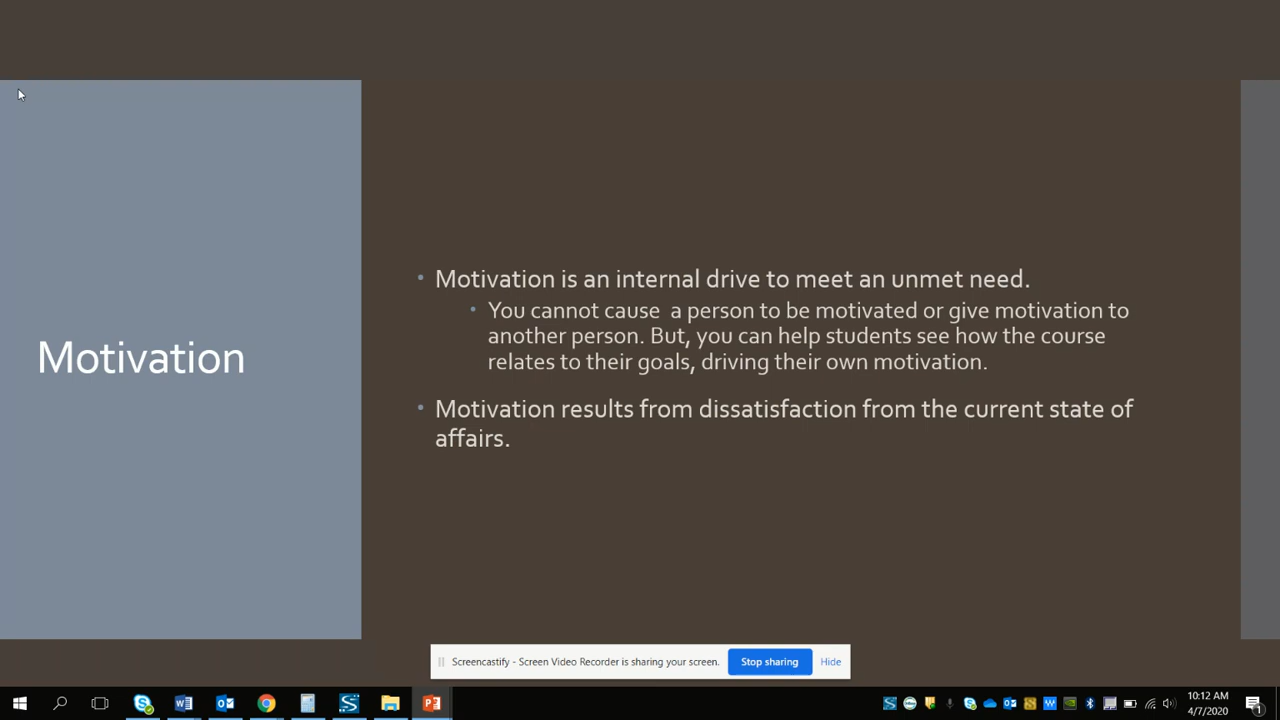 Motivation
• Motivation is an internal drive to meet an unmet need.
• You cannot cause a person to be motivated or give motivation to
another person. But, you can help students see how the course
relates to their goals, driving their own motivation.
• Motivation results from dissatisfaction from the current state of
affairs.
Screencastify - Screen Video Recorder is sharing your screen. Stop sharing Hide
10:12 AM
4/7/2020